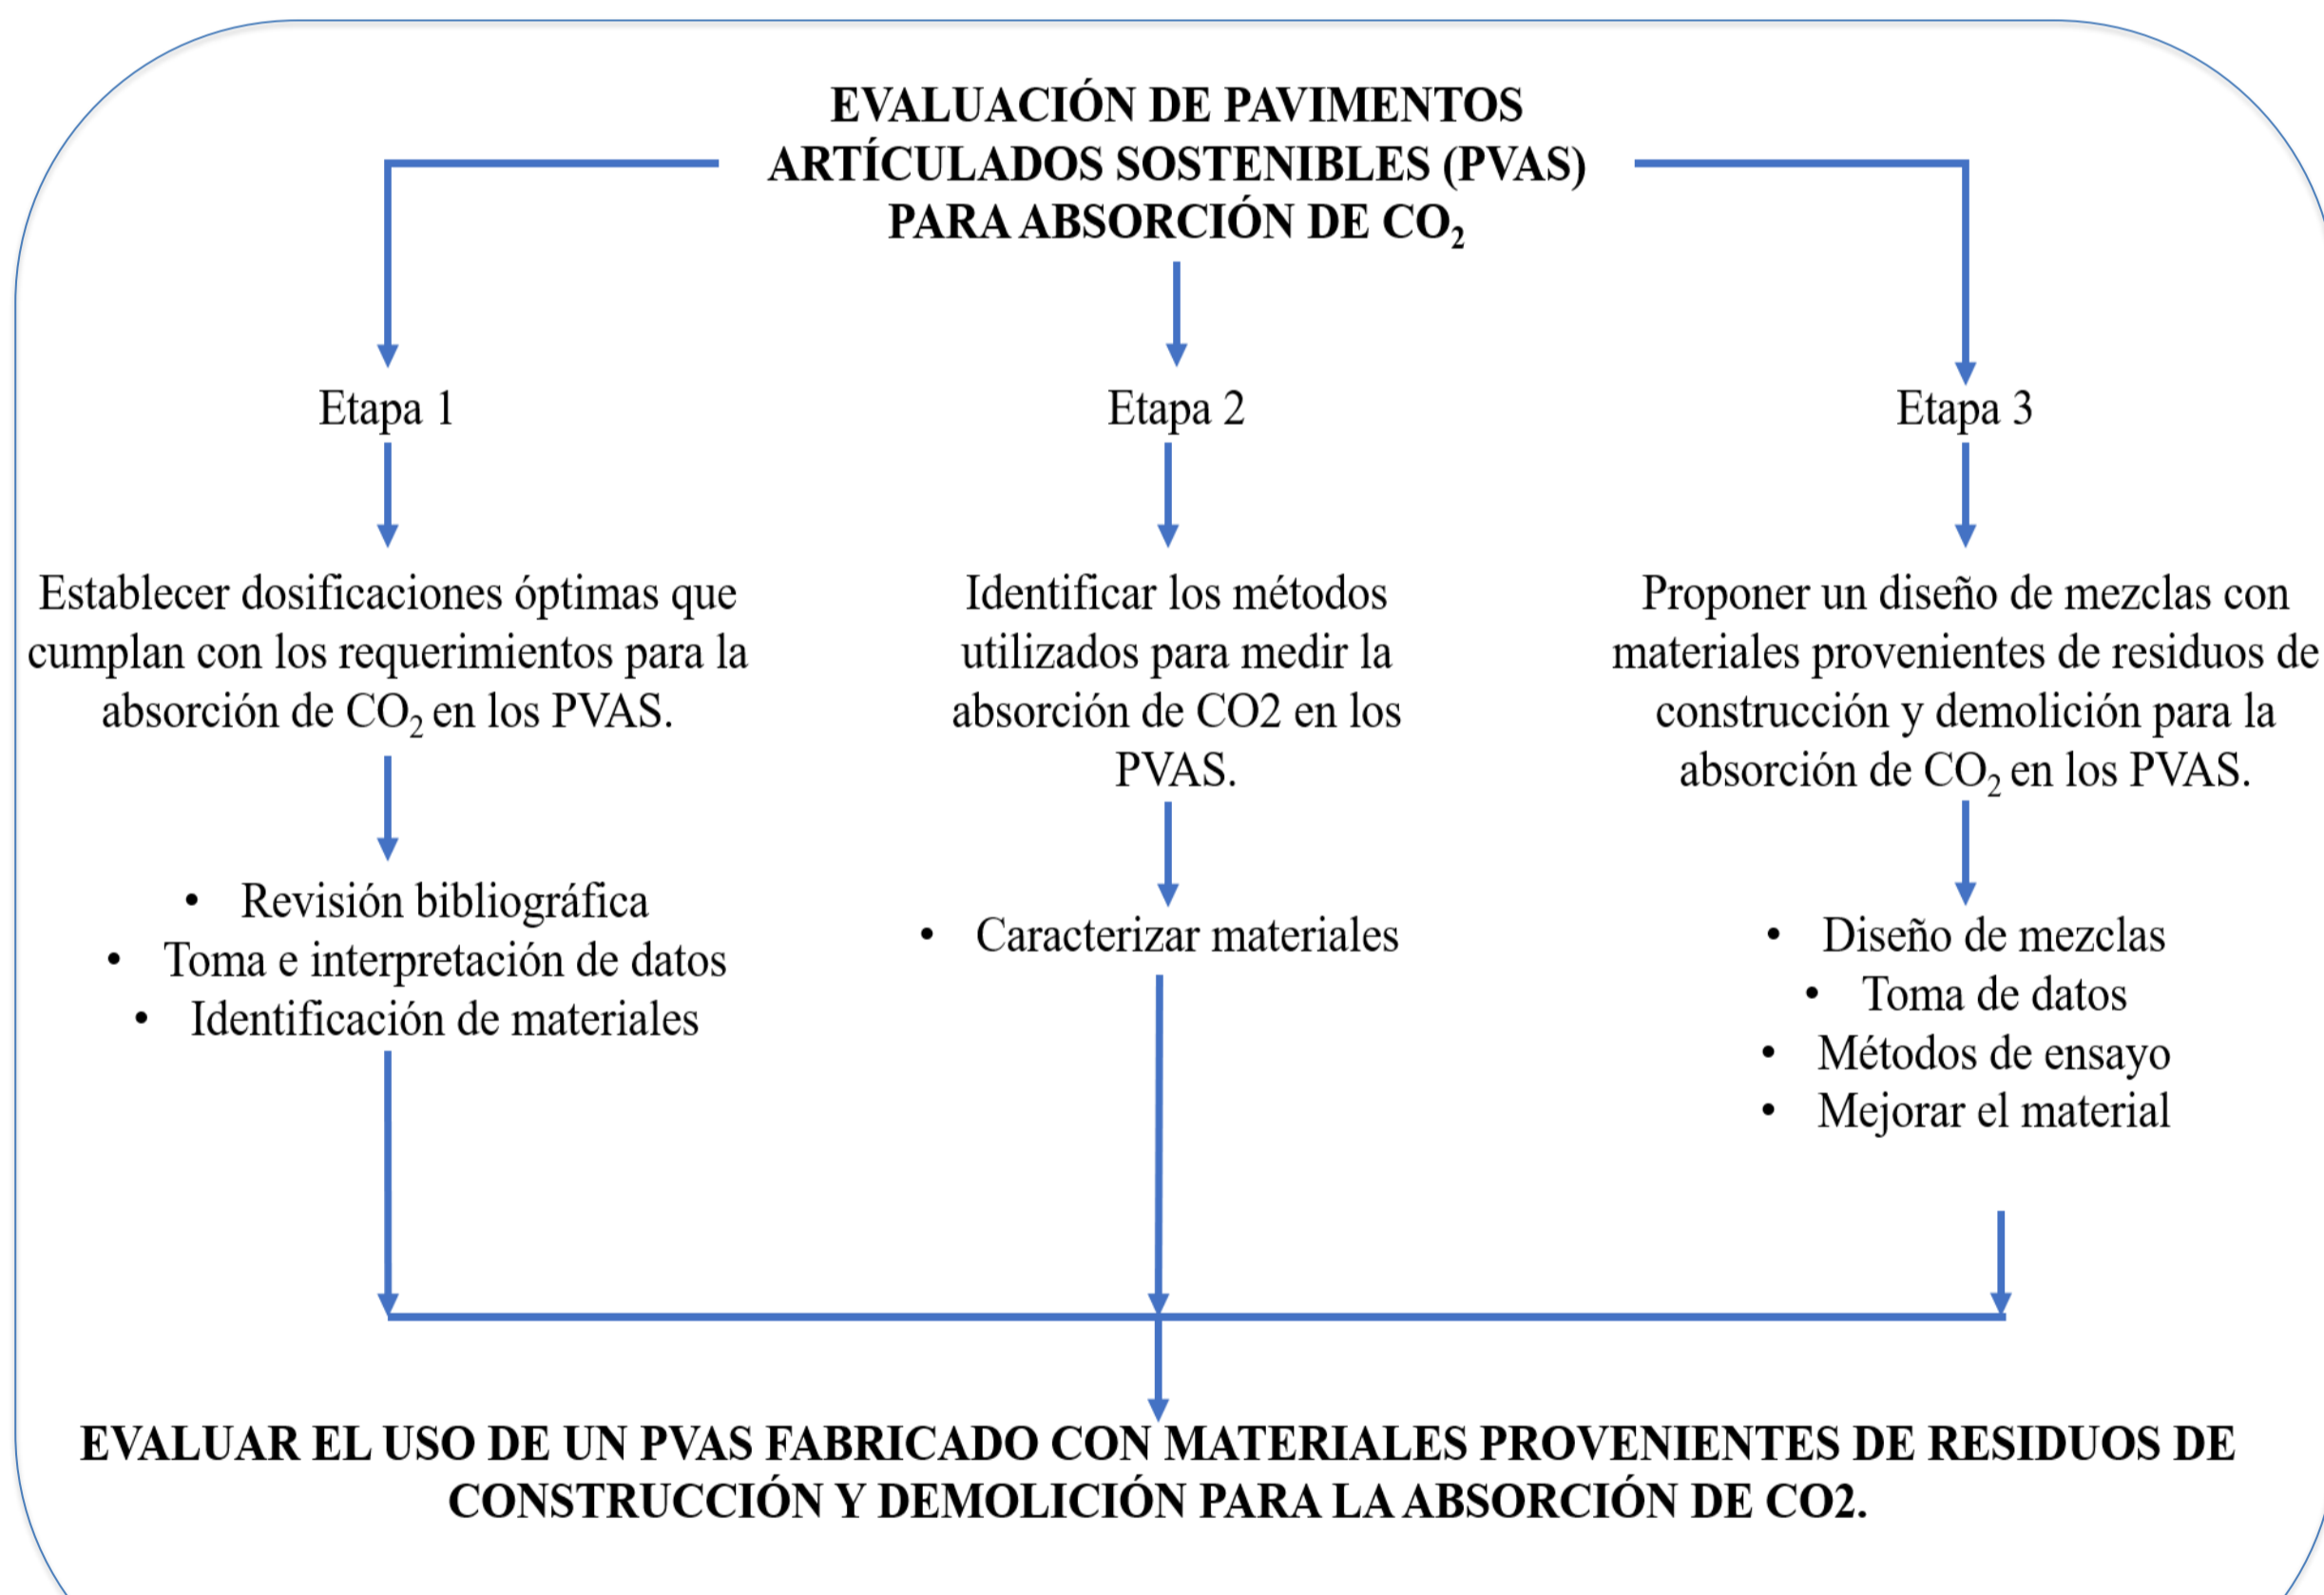 EVALUACIÓN DE PAVIMENTOS
ARTÍCULADOS SOSTENIBLES (PVAS)
PARA ABSORCIÓN DE CO₂
Etapa 1
Establecer dosificaciones óptimas que
cumplan con los requerimientos para la
absorción de CO₂ en los PVAS.
• Revisión bibliográfica
• Toma e interpretación de datos
• Identificación de materiales
Etapa 2
Identificar los métodos
utilizados para medir la
absorción de CO2 en los
PVAS.
• Caracterizar materiales
Etapa 3
Proponer un diseño de mezclas con
materiales provenientes de residuos de
construcción y demolición para la
absorción de CO₂ en los PVAS.
• Diseño de mezclas
• Toma de datos
• Métodos de ensayo
• Mejorar el material
EVALUAR EL USO DE UN PVAS FABRICADO CON MATERIALES PROVENIENTES DE RESIDUOS DE
CONSTRUCCIÓN Y DEMOLICIÓN PARA LA ABSORCIÓN DE CO2.